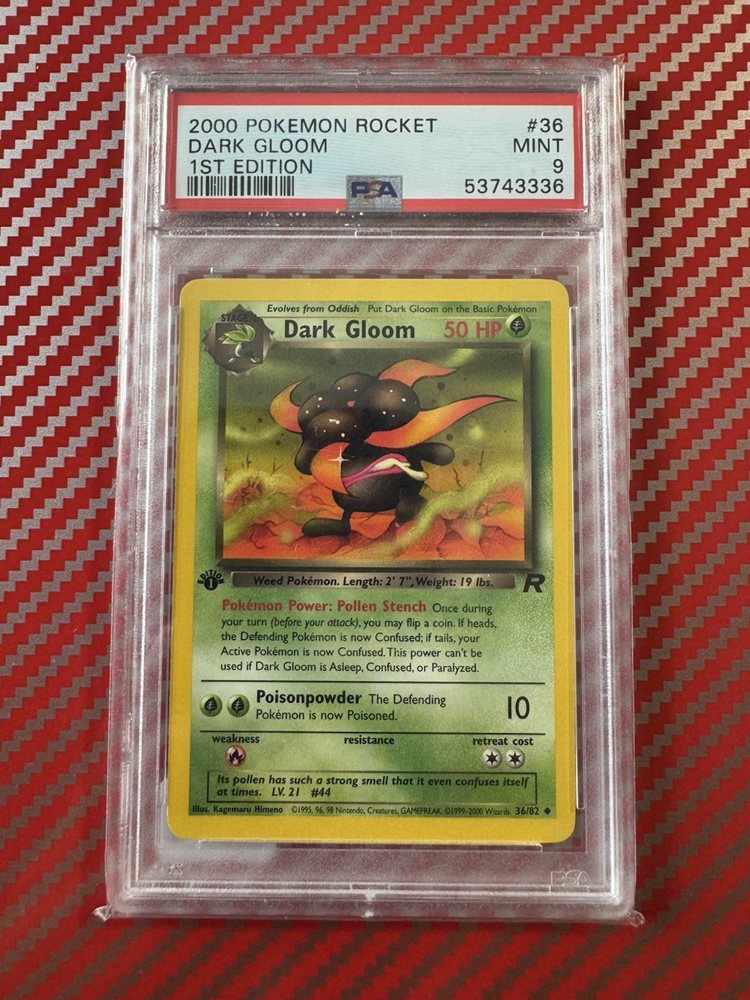 2000 POKEMON ROCKET #36
DARK GLOOM MINT
1ST EDITION 9
PSA 53743336
STAGE
Evolves from Oddish Put Dark Gloom on the Basic Pokémon
Dark Gloom 50 HP
EDITION 1
Weed Pokémon. Length: 2' 7", Weight: 19 lbs.
R
Pokémon Power: Pollen Stench Once during
your turn (before your attack), you may flip a coin. If heads,
the Defending Pokémon is now Confused; if tails, your
Active Pokémon is now Confused. This power can't be
used if Dark Gloom is Asleep, Confused, or Paralyzed.
Poisonpowder The Defending
Pokémon is now Poisoned. 10
weakness resistance retreat cost
Its pollen has such a strong smell that it even confuses itself
at times. LV. 21 #44
Illus. Kagemaru Himeno ©1995, 96, 98 Nintendo, Creatures, GAMEFREAK. ©1999-2000 Wizards. 36/82
PSA